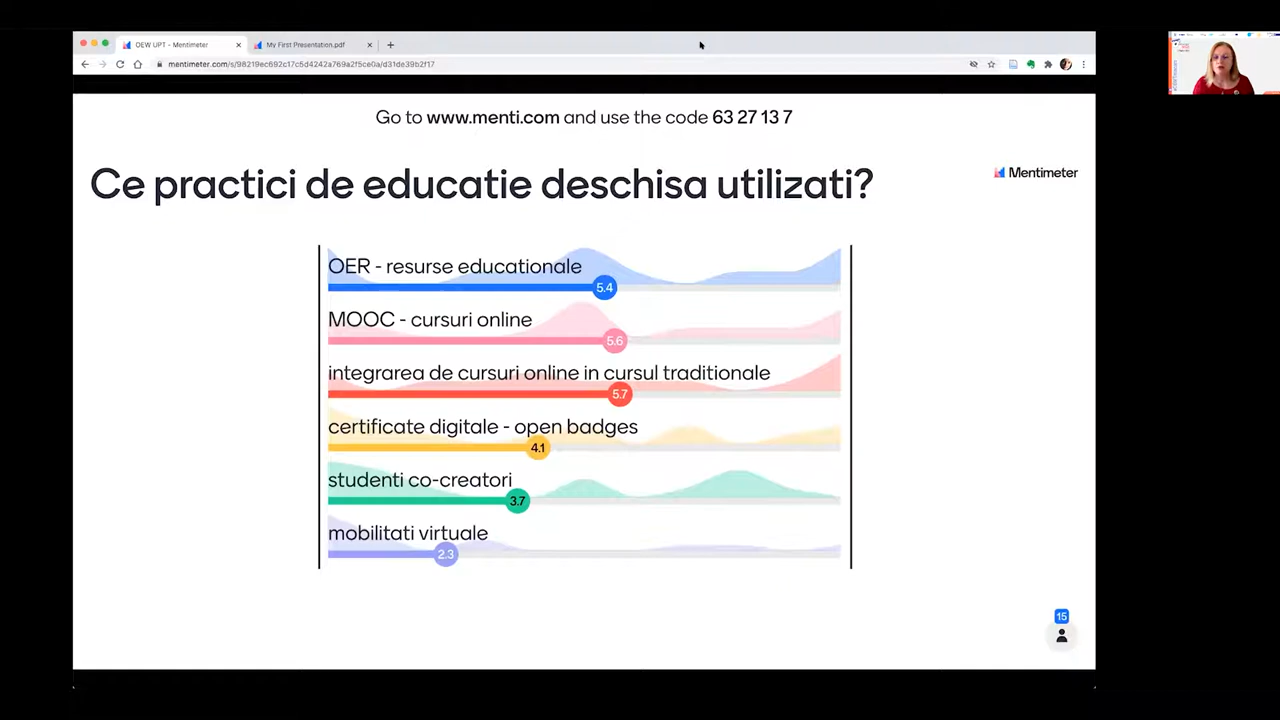 OEW UPT - Mentimeter
My First Presentation.pdf
mentimeter.com/s/98219ec692c17c5d4242a769a2f5ce0a/d31de39b2f17
Go to www.menti.com and use the code 63 27 13 7
Ce practici de educatie deschisa utilizati?
Mentimeter
OER - resurse educationale
5.4
MOOC - cursuri online
5.6
integrarea de cursuri online in cursul traditionale
5.7
certificate digitale - open badges
4.1
studenti co-creatori
3.7
mobilitati virtuale
2.3
15